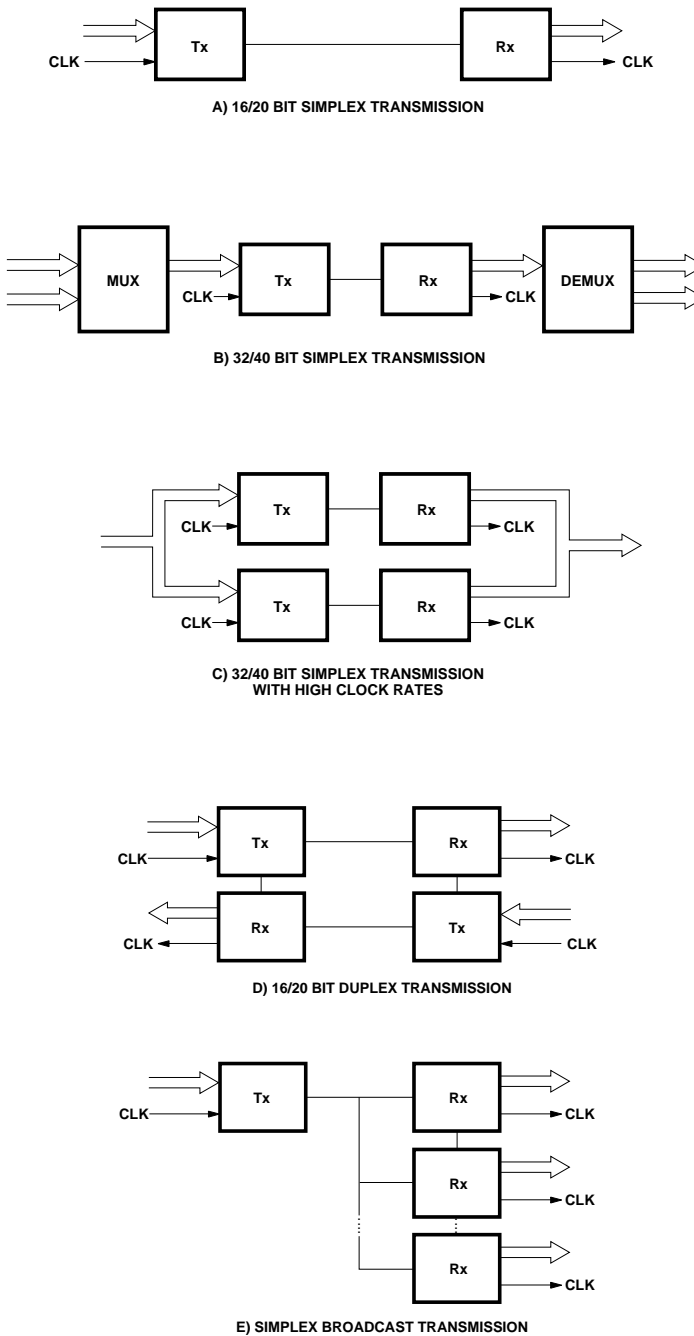 Tx
Rx
CLK
CLK
A) 16/20 BIT SIMPLEX TRANSMISSION
MUX
Tx
Rx
DEMUX
CLK
CLK
B) 32/40 BIT SIMPLEX TRANSMISSION
Tx
Rx
CLK
CLK
Tx
Rx
CLK
CLK
C) 32/40 BIT SIMPLEX TRANSMISSION
WITH HIGH CLOCK RATES
Tx
Rx
CLK
CLK
Rx
Tx
CLK
CLK
D) 16/20 BIT DUPLEX TRANSMISSION
Tx
Rx
CLK
CLK
Rx
CLK
Rx
CLK
E) SIMPLEX BROADCAST TRANSMISSION